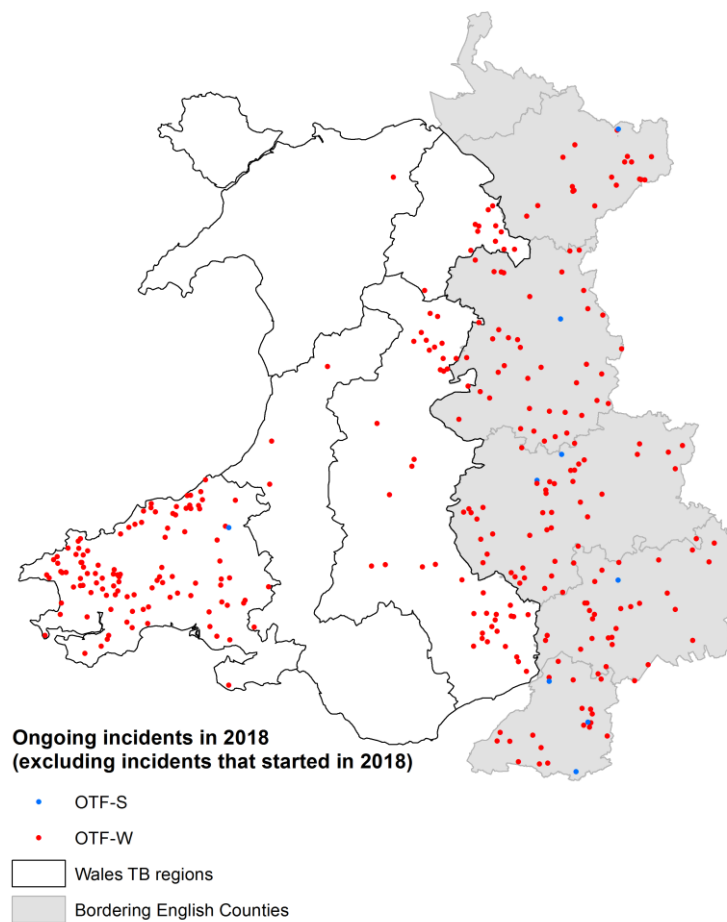 Ongoing incidents in 2018
(excluding incidents that started in 2018)
OTF-S
OTF-W
Wales TB regions
Bordering English Counties